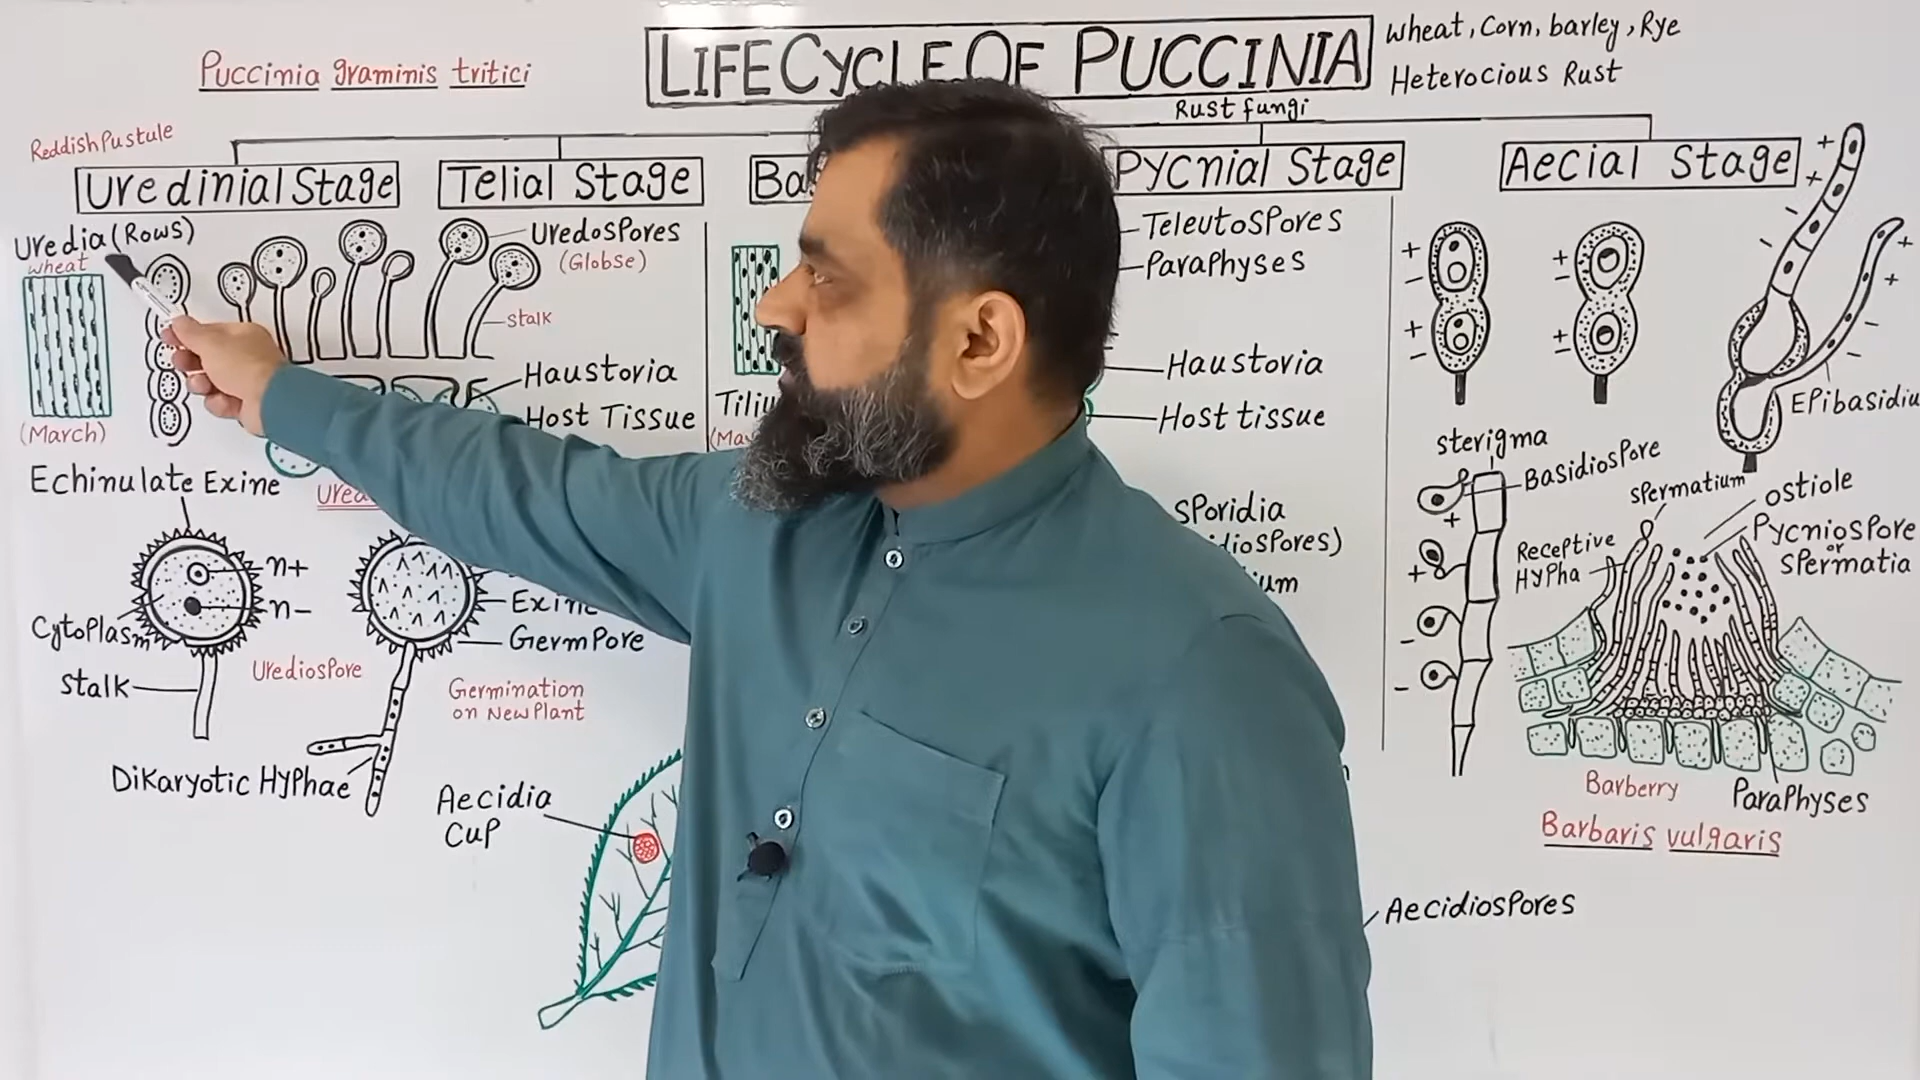 Puccinia graminis tritici
LIFE CYCLE OF PUCCINIA
Wheat, Corn, barley, Rye
Heterocious Rust
Rust fungi
Reddish Pustule
Uredinial Stage
Telial Stage
Pycnial Stage
Aecial Stage
Uredia (Rows)
wheat
(March)
Uredospores
(Globse)
stalk
Haustoria
Host Tissue
Echinulate Exine
n+
n-
Cytoplasm
Stalk
Urediospore
Dikaryotic Hyphae
Exine
Germpore
Germination
on New Plant
Aecidia
Cup
Teleutospores
Paraphyses
Haustoria
Host tissue
Sporidia
+
-
+
-
+
-
+
-
+
+
-
-
+
+
-
-
Sterigma
Basidiospore
+
+
-
-
Spermatium
Ostiole
Pycniospore
or
Spermatia
Receptive
Hypha
Barberry
Paraphyses
Barbaris vulgaris
Aecidiospores